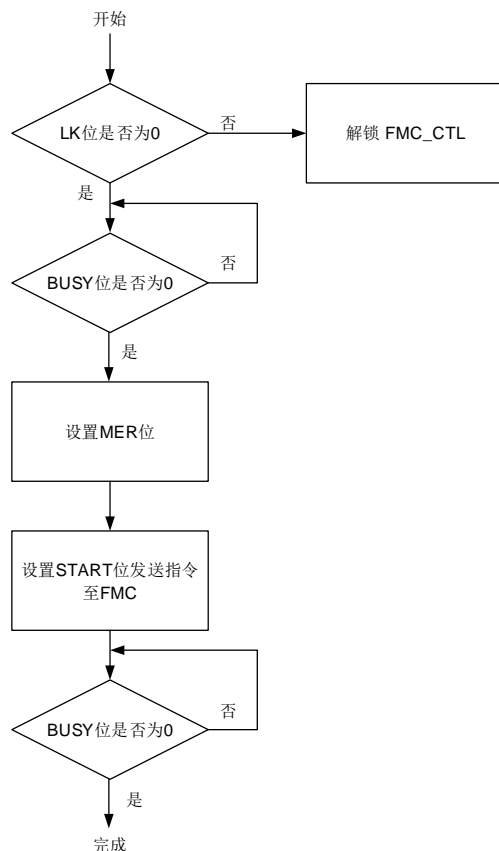 开始
LK位是否为0
否
解锁 FMC_CTL
是
BUSY位是否为0
否
是
设置MER位
设置START位发送指令
至FMC
BUSY位是否为0
否
是
完成